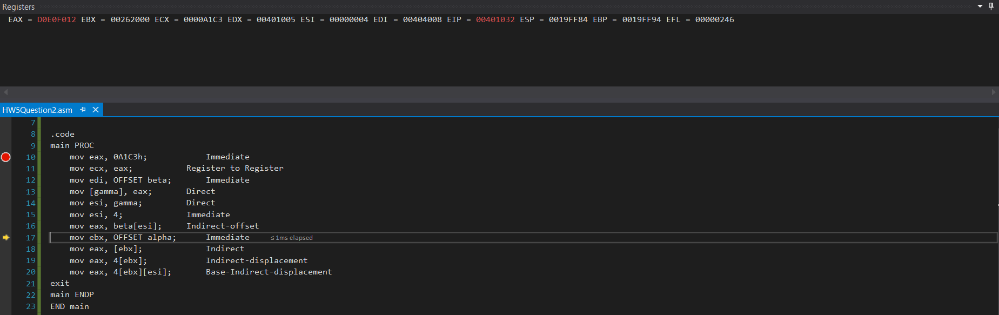 Registers
EAX = D0E0F012 EBX = 00262000 ECX = 0000A1C3 EDX = 00401005 ESI = 00000004 EDI = 00404008 EIP = 00401032 ESP = 0019FF84 EBP = 0019FF94 EFL = 00000246
HW5Question2.asm
7
8 .code
9 main PROC
10 mov eax, 0A1C3h; Immediate
11 mov ecx, eax; Register to Register
12 mov edi, OFFSET beta; Immediate
13 mov [gamma], eax; Direct
14 mov esi, gamma; Direct
15 mov esi, 4; Immediate
16 mov eax, beta[esi]; Indirect-offset
17 mov ebx, OFFSET alpha; Immediate ≤ 1ms elapsed
18 mov eax, [ebx]; Indirect
19 mov eax, 4[ebx]; Indirect-displacement
20 mov eax, 4[ebx][esi]; Base-Indirect-displacement
21 exit
22 main ENDP
23 END main